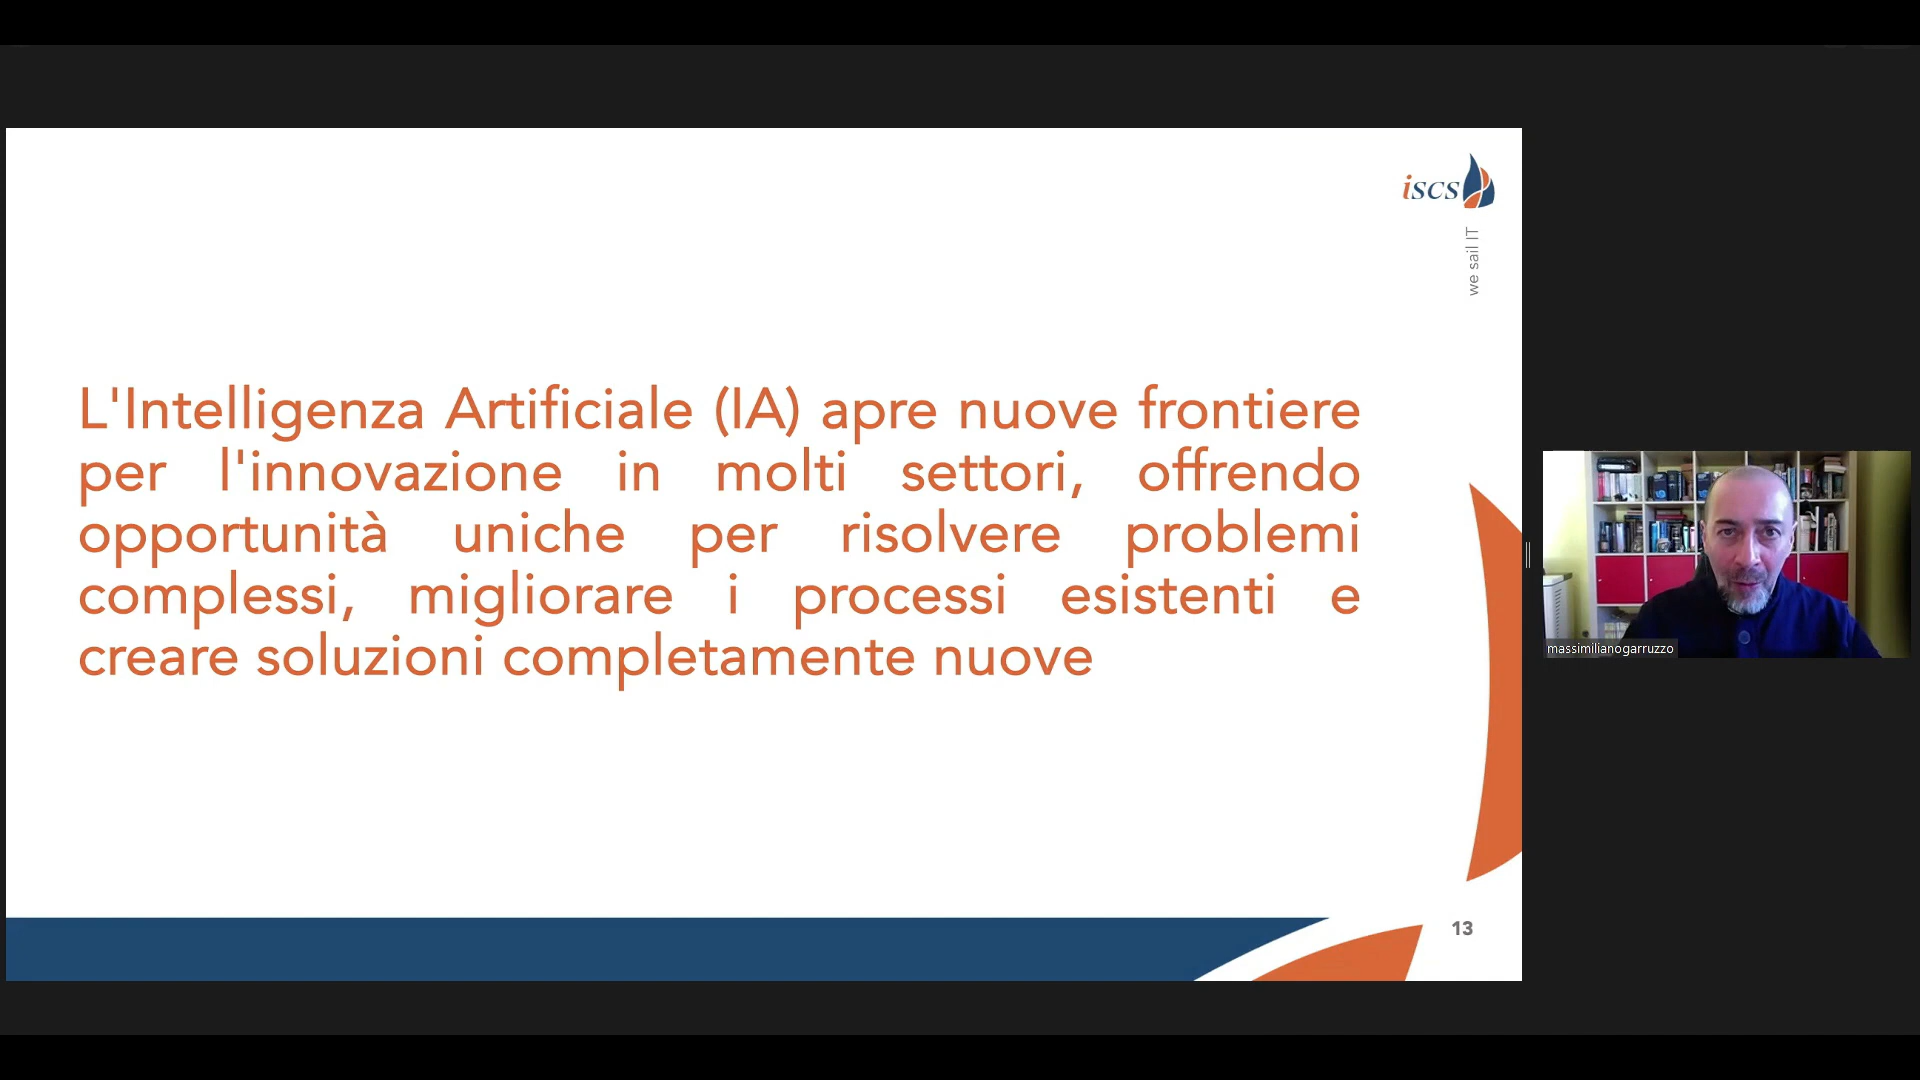 iscs
we sail IT
L'Intelligenza Artificiale (IA) apre nuove frontiere
per l'innovazione in molti settori, offrendo
opportunità uniche per risolvere problemi
complessi, migliorare i processi esistenti e
creare soluzioni completamente nuove
massimilianogarruzzo
13